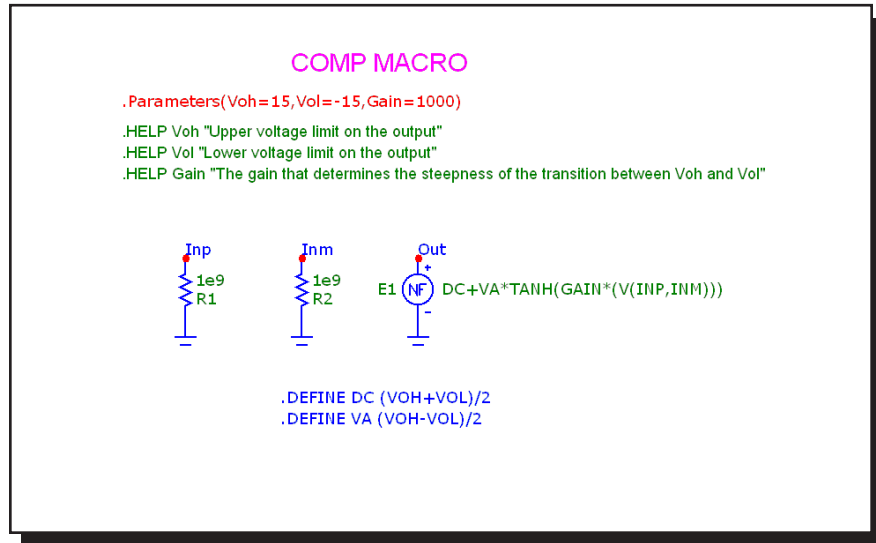 COMP MACRO
.Parameters(Voh=15,Vol=-15,Gain=1000)
.HELP Voh "Upper voltage limit on the output"
.HELP Vol "Lower voltage limit on the output"
.HELP Gain "The gain that determines the steepness of the transition between Voh and Vol"
Inp
Inm
Out
1e9
R1
1e9
R2
+
E1 NF DC+VA*TANH(GAIN*(V(INP,INM)))
-
.DEFINE DC (VOH+VOL)/2
.DEFINE VA (VOH-VOL)/2